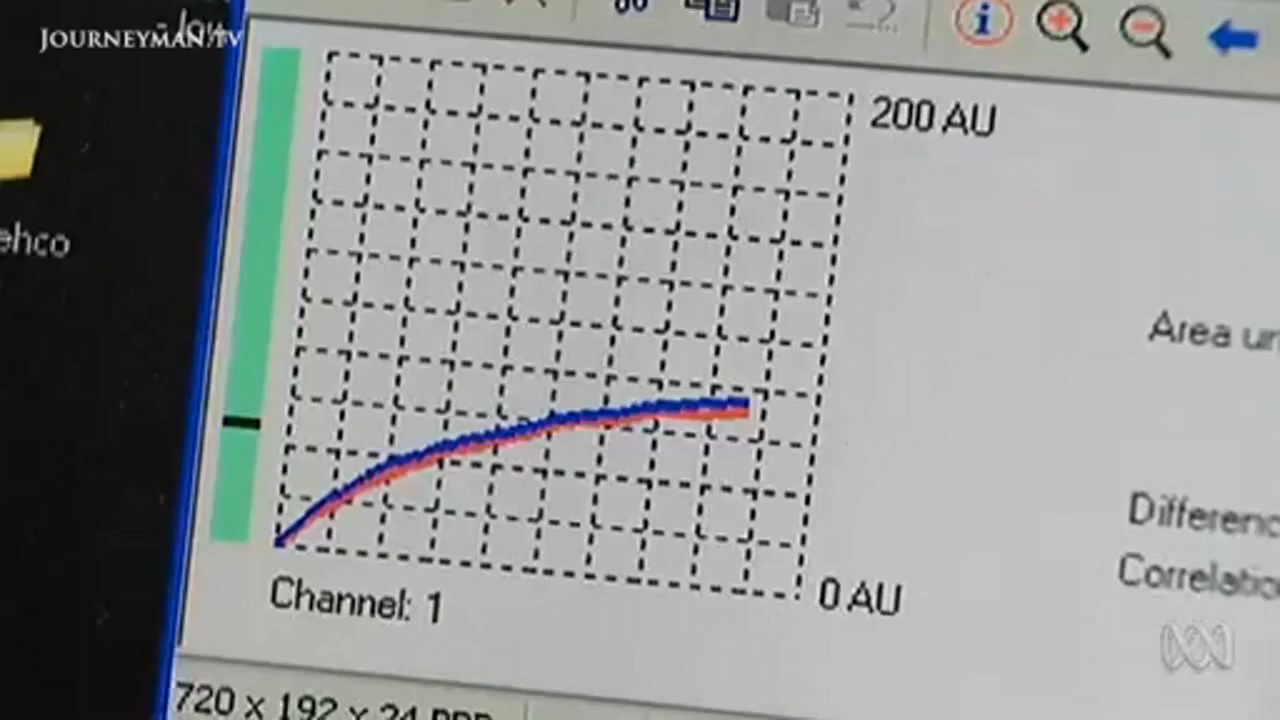 JOURNEYMAN.TV
200 AU
ehco
Area un
Differenc
Correlatio
0 AU
Channel: 1
720 x 192 x 24